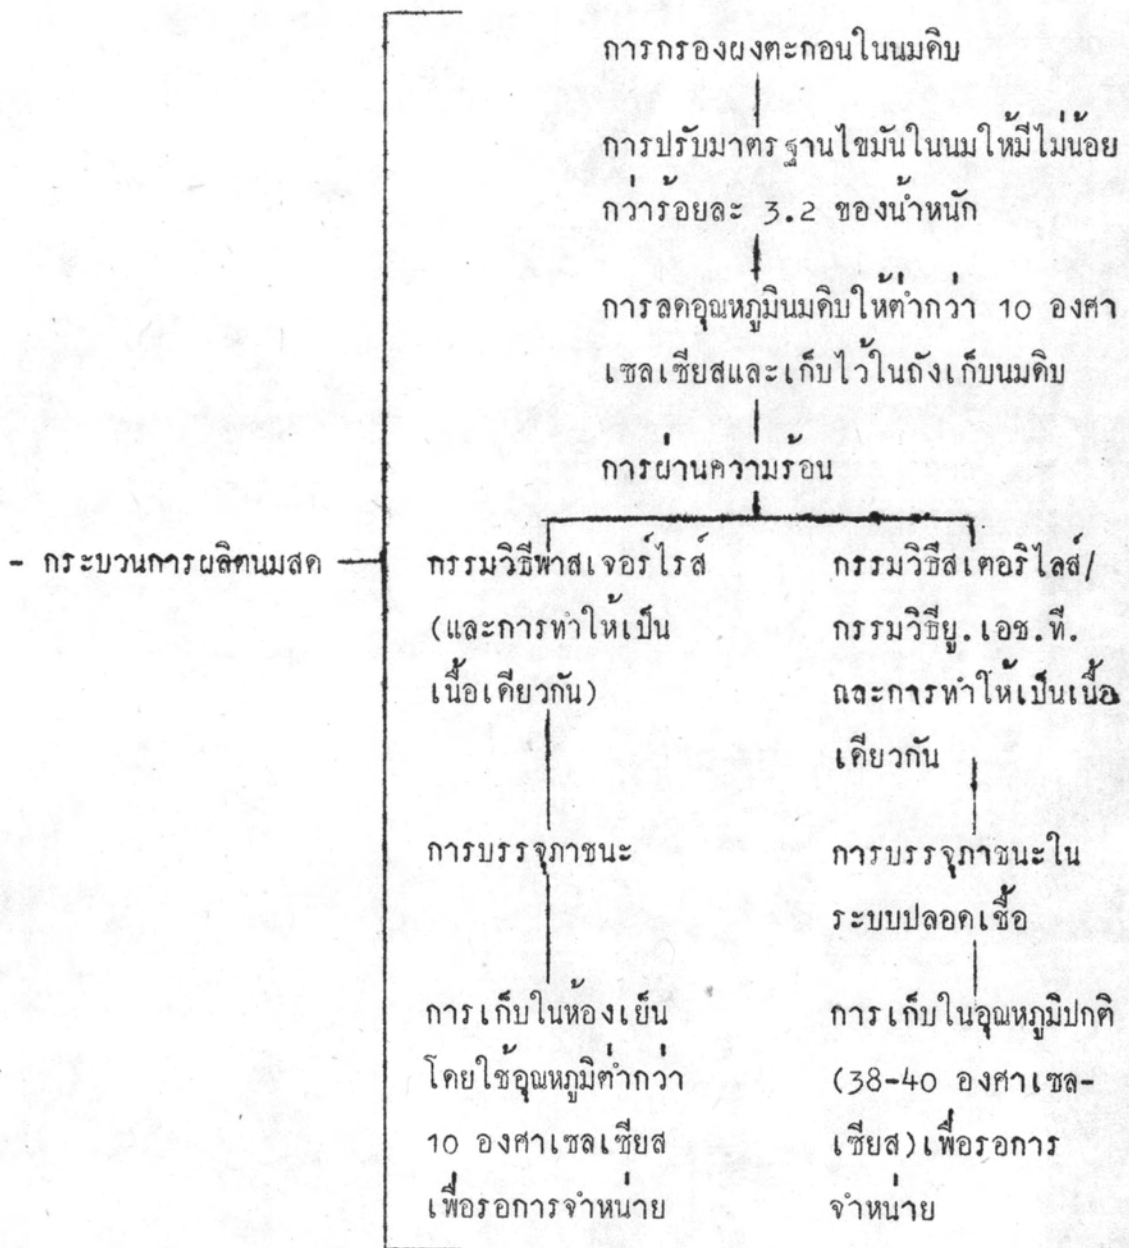 การกรองผงตะกอนในนมดิบ
การปรับมาตรฐานไขมันในนมให้มีไม่น้อย
กว่าร้อยละ 3.2 ของน้ำหนัก
การลดอุณหภูมินมดิบให้ต่ำกว่า 10 องศา
เซลเซียสและเก็บไว้ในถังเก็บนมดิบ
การผ่านความร้อน
- กระบวนการผลิตนมสด
กรรมวิธีพาสเจอร์ไรส์
(และการทำให้เป็น
เนื้อเดียวกัน)
การบรรจุภาชนะ
การเก็บในห้องเย็น
โดยใช้อุณหภูมิต่ำกว่า
10 องศาเซลเซียส
เพื่อรอการจำหน่าย
กรรมวิธีสเตอริไลส์/
กรรมวิธียู.เอช.ที.
และการทำให้เป็นเนื้อ
เดียวกัน
การบรรจุภาชนะใน
ระบบปลอดเชื้อ
การเก็บในอุณหภูมิปกติ
(38-40 องศาเซล-
เซียส)เพื่อรอการ
จำหน่าย